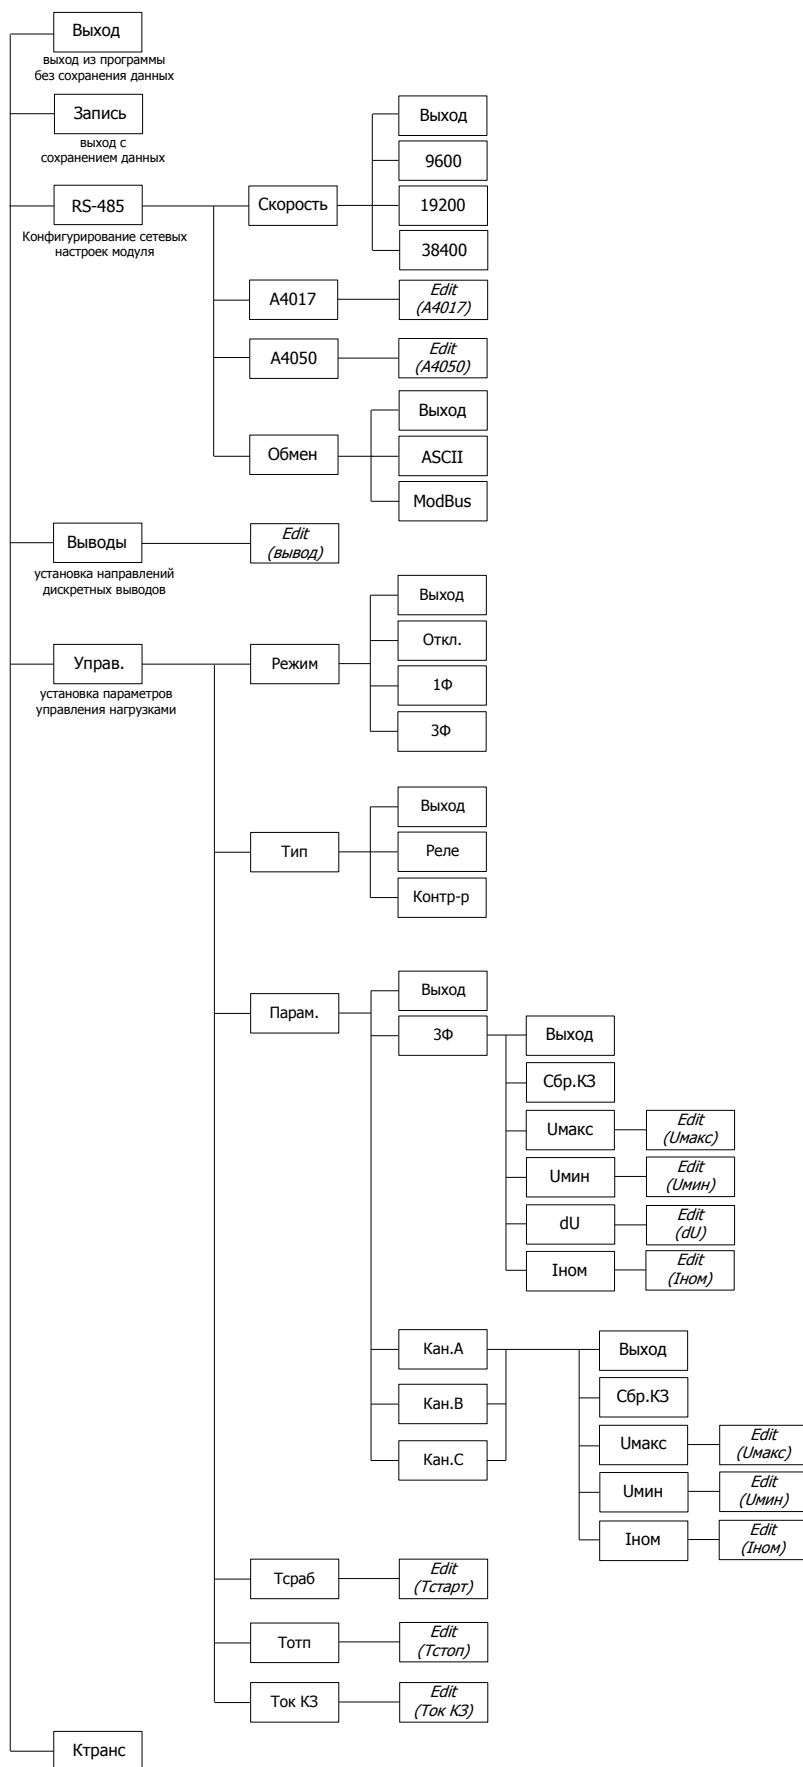 Выход
выход из программы
без сохранения данных
Запись
выход с
сохранением данных
RS-485
Конфигурирование сетевых
настроек модуля
Скорость
Выход
9600
19200
38400
A4017
Edit
(A4017)
A4050
Edit
(A4050)
Обмен
Выход
ASCII
ModBus
Выводы
установка направлений
дискретных выводов
Edit
(вывод)
Управ.
установка параметров
управления нагрузками
Режим
Выход
Откл.
1Ф
3Ф
Тип
Выход
Реле
Контр-р
Парам.
Выход
3Ф
Выход
Сбр.КЗ
Uмакс
Edit
(Uмакс)
Uмин
Edit
(Uмин)
dU
Edit
(dU)
Iном
Edit
(Iном)
Кан.A
Кан.B
Кан.C
Выход
Сбр.КЗ
Uмакс
Edit
(Uмакс)
Uмин
Edit
(Uмин)
Iном
Edit
(Iном)
Тсраб
Edit
(Тстарт)
Тотп
Edit
(Тстоп)
Ток КЗ
Edit
(Ток КЗ)
Ктранс